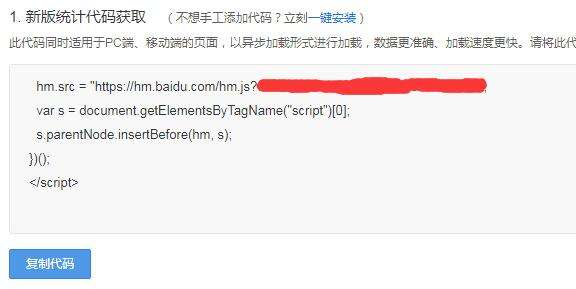 1. 新版统计代码获取 （不想手工添加代码？立刻一键安装）
此代码同时适用于PC端、移动端的页面，以异步加载形式进行加载，数据更准确、加载速度更快。请将此代
hm.src = "https://hm.baidu.com/hm.js?
var s = document.getElementsByTagName("script")[0];
s.parentNode.insertBefore(hm, s);
})();
</script>
复制代码